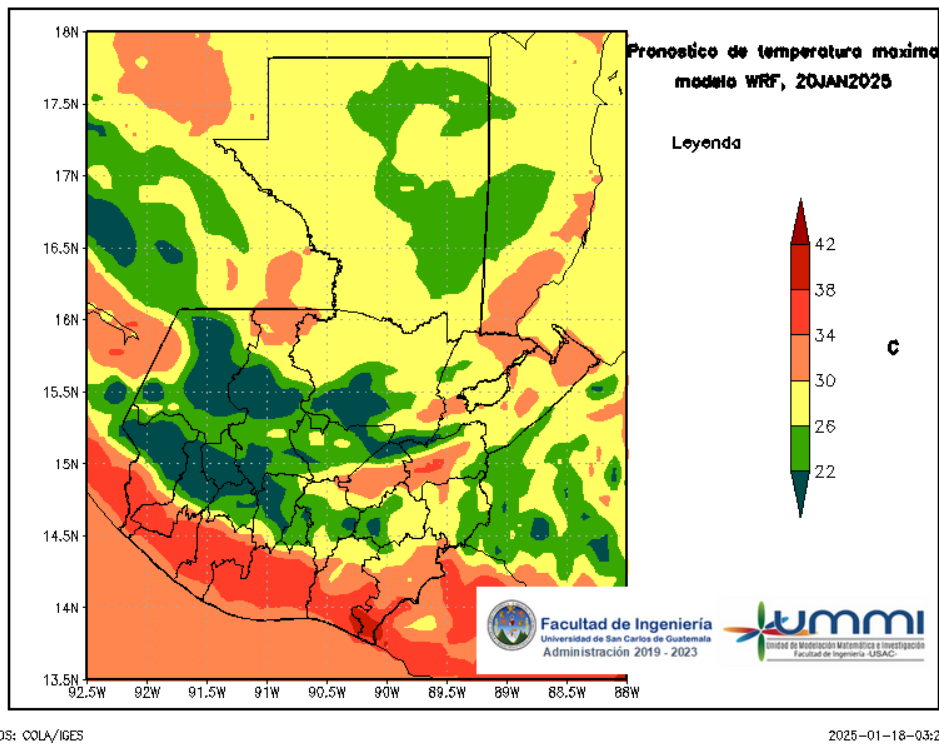 Pronostico de temperatura maxima
modelo WRF, 20JAN2025
Leyenda
42
38
34
30
26
22
C
18N
17.5N
17N
16.5N
16N
15.5N
15N
14.5N
14N
13.5N
92.5W
92W
91.5W
91W
90.5W
90W
89.5W
89W
88.5W
88W
Facultad de Ingeniería
Universidad de San Carlos de Guatemala
Administración 2019 - 2023
UMMI
Unidad de Modelación Matemática e Investigación
Facultad de Ingeniería -USAC-
DS: COLA/IGES
2025-01-18-03:2